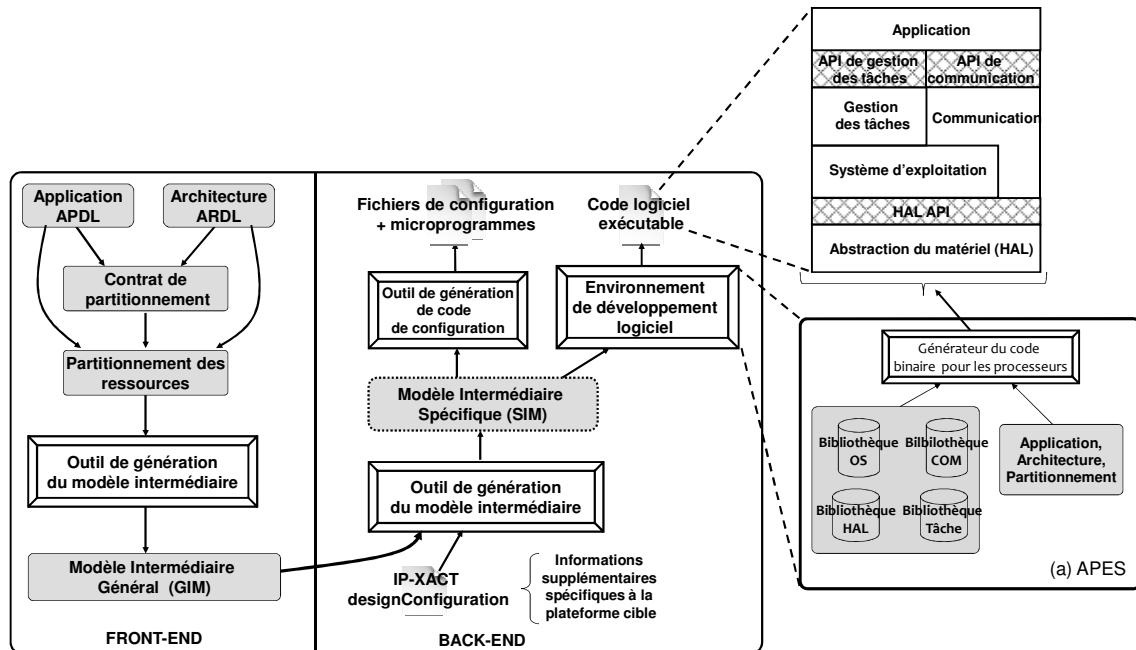 Application
API de gestion
des tâches
API de
communication
Gestion
des tâches
Communication
Système d'exploitation
HAL API
Abstraction du matériel (HAL)
Application
APDL
Architecture
ARDL
Contrat de
partitionnement
Partitionnement des
ressources
Outil de génération
du modèle intermédiaire
Modèle Intermédiaire
Général (GIM)
FRONT-END
Fichiers de configuration
+ microprogrammes
Code logiciel
exécutable
Outil de génération
de code
de configuration
Environnement
de développement
logiciel
Modèle Intermédiaire
Spécifique (SIM)
Outil de génération
du modèle intermédiaire
IP-XACT
designConfiguration
Informations
supplémentaires
spécifiques à la
plateforme cible
BACK-END
Générateur du code
binaire pour les processeurs
Bibliothèque
OS
Bilbilothèque
COM
Bibliothèque
HAL
Bibliothèque
Tâche
Application,
Architecture,
Partitionnement
(a) APES